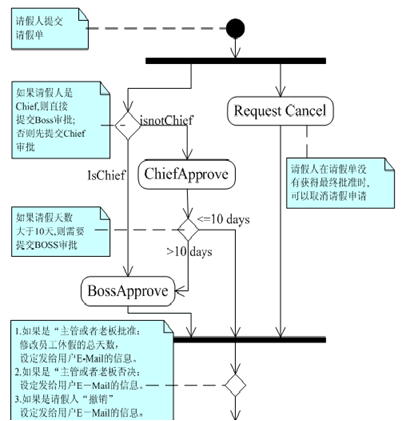 请假人提交
请假单
如果请假人是
Chief,则直接
提交Boss审批;
否则先提交Chief
审批
isnotChief
Request Cancel
IsChief
ChiefApprove
请假人在请假单没
有获得最终批准时,
可以取消请假申请
如果请假天数
大于10天,则需要
提交BOSS审批
<=10 days
>10 days
BossApprove
1.如果是“主管或者老板批准:
修改员工休假的总天数,
设定发给用户E-Mail的信息。
2.如果是“主管或者老板否决:
设定发给用户E－Mail的信息。
3.如果是请假人“撤销”
设定发给用户E－Mail的信息。